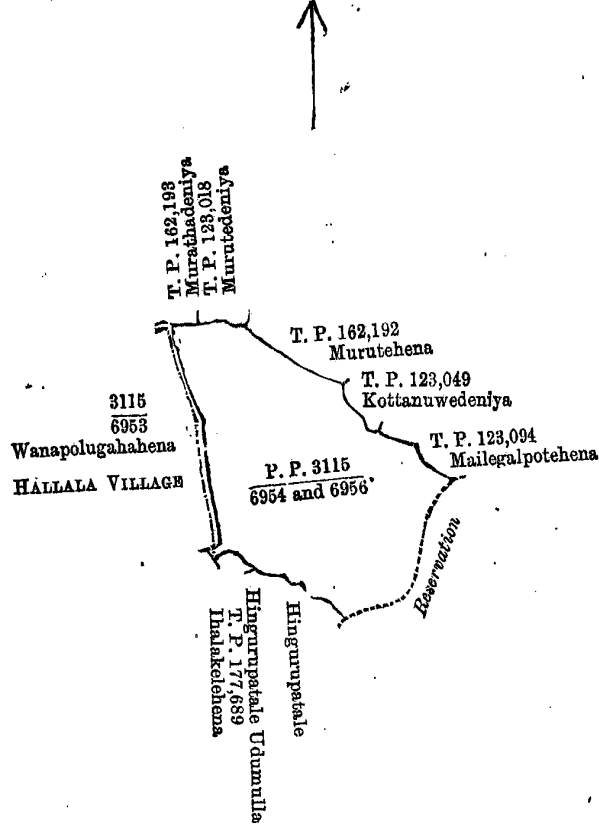 T. P. 162,193
Murathadeniya
T. P. 123,018
Murutedeniya
T. P. 162,192
Murutehena
T. P. 123,049
Kottanuwedeniya
T. P. 123,094
Mailegalpotehena
3115
6953
Wanapolugahahena
HALLALA VILLAGE
P. P. 3115
6954 and 6956
Reservation
Hingurupatale
Hingurupatale Udumulla
T. P. 177,689
Ihalakelehena